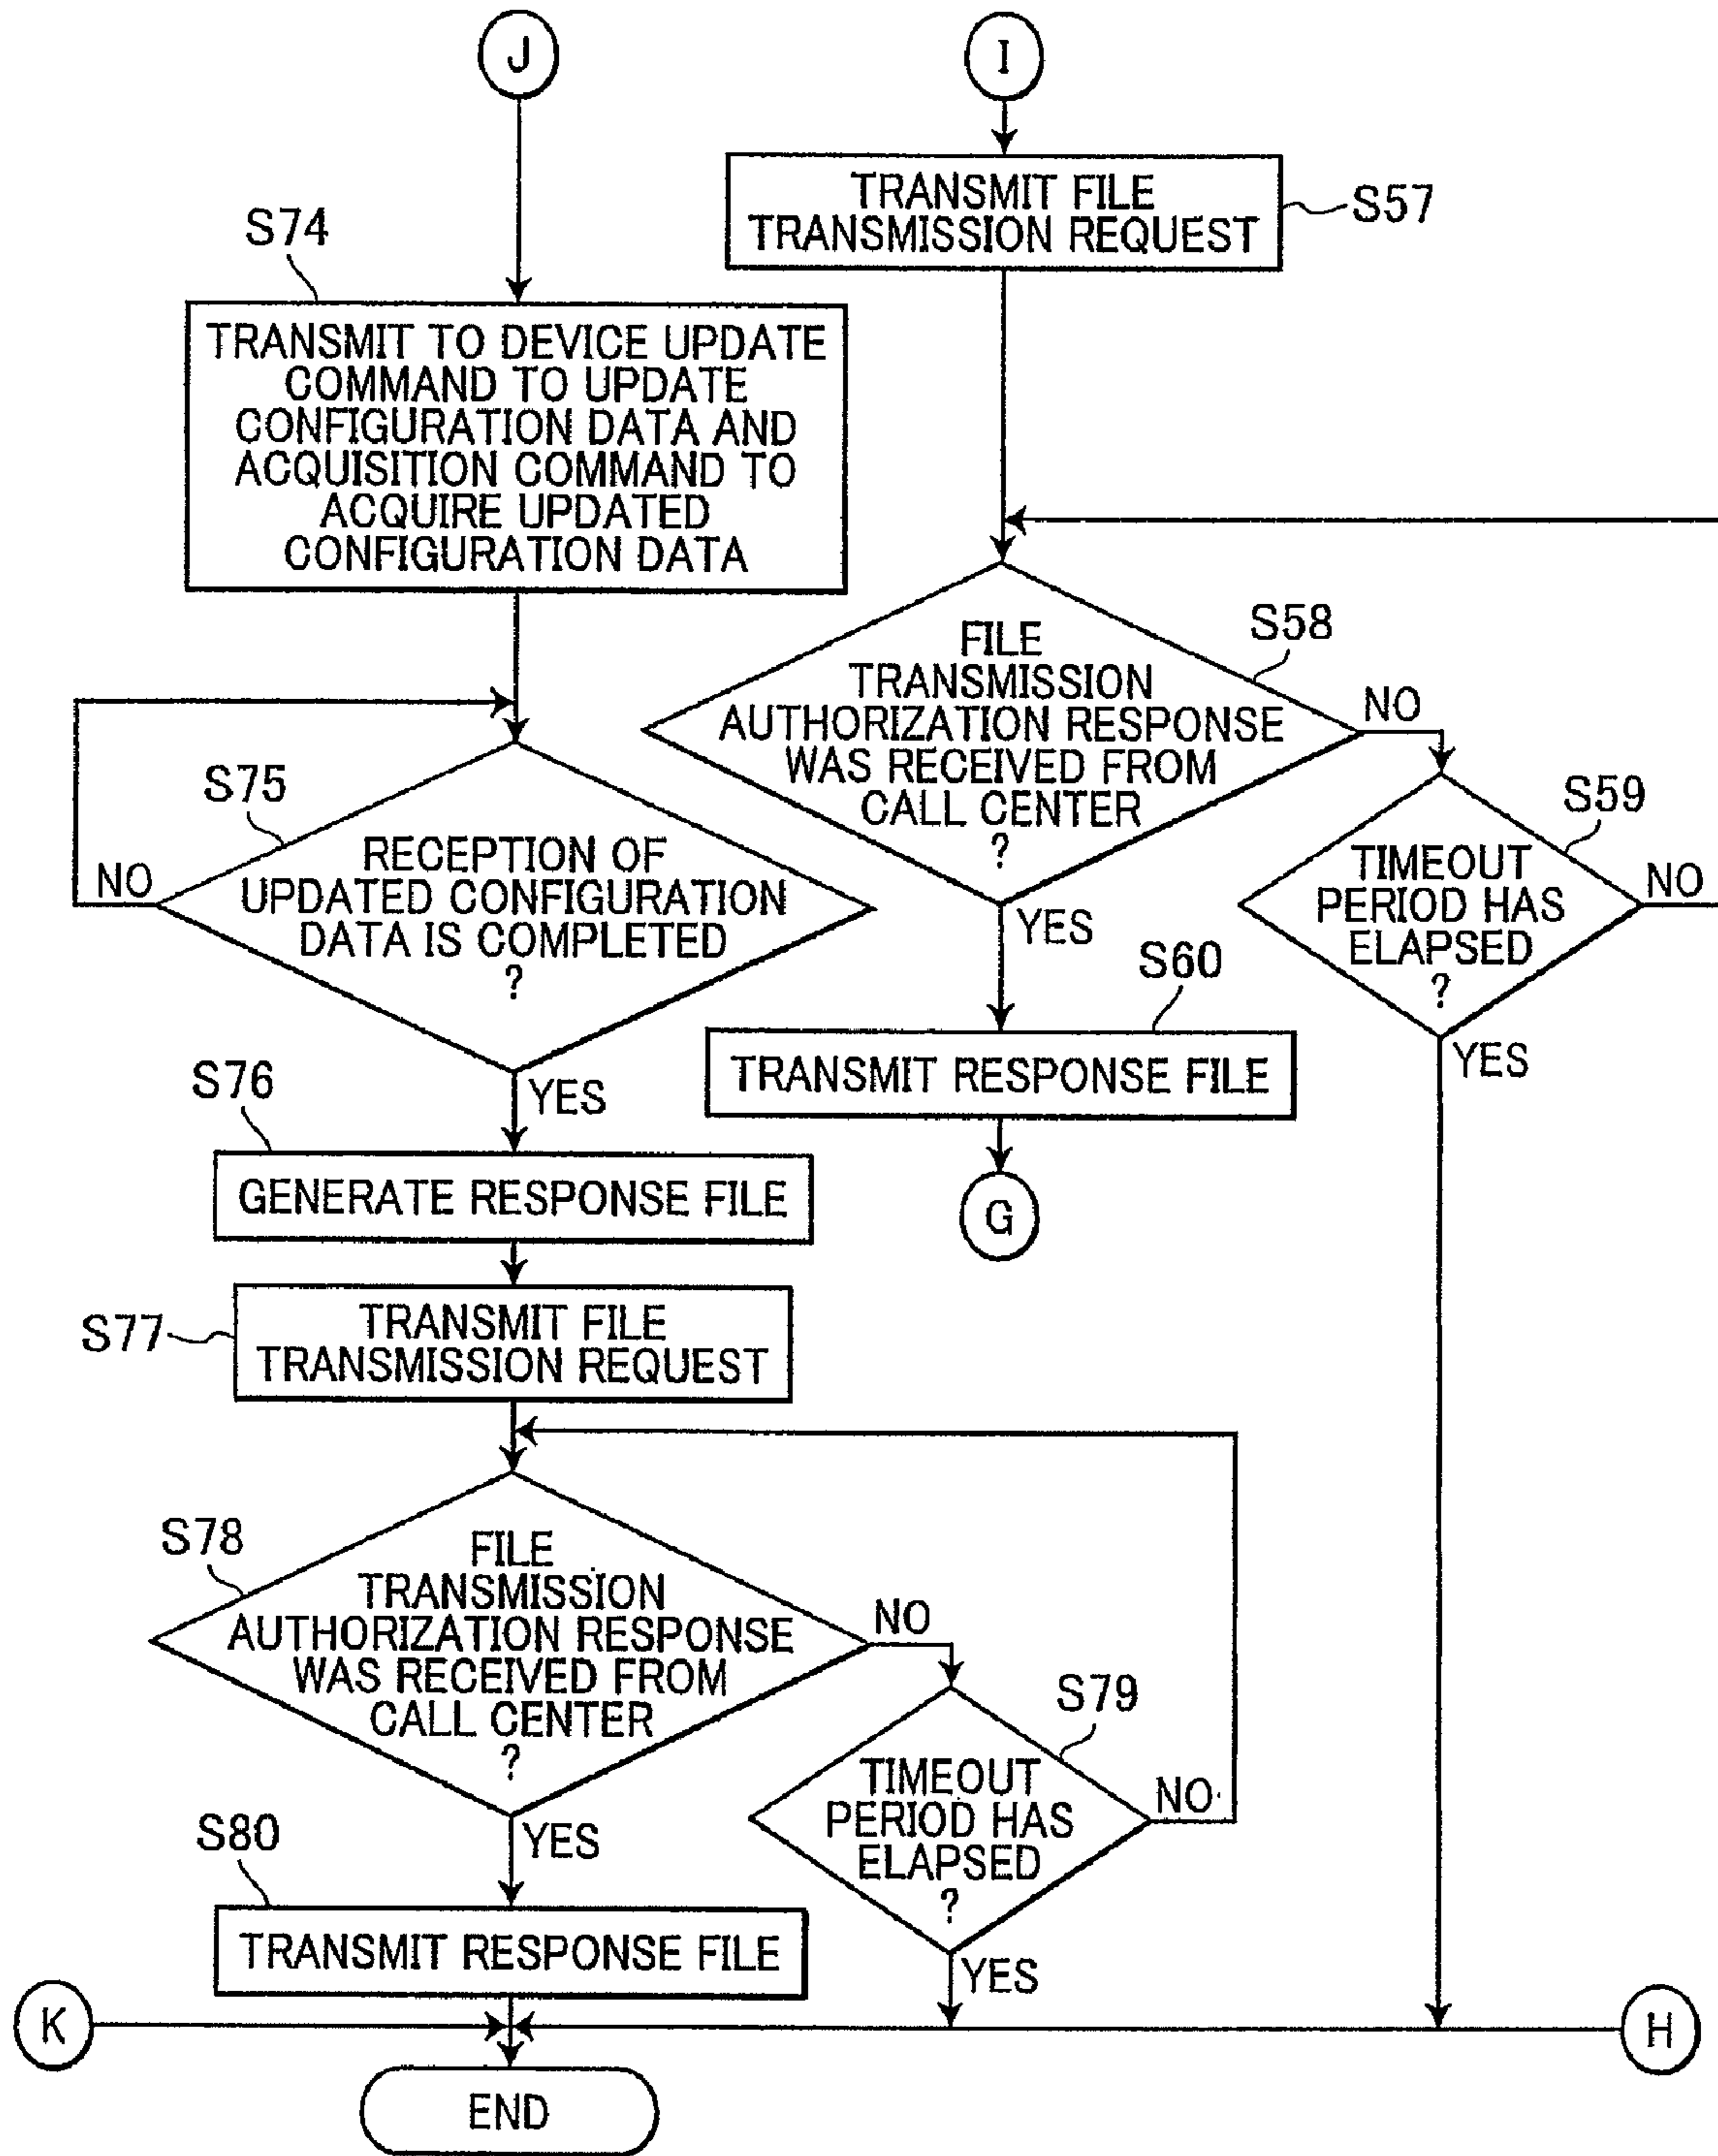 J
I
TRANSMIT FILE
TRANSMISSION REQUEST
S57
S74
TRANSMIT TO DEVICE UPDATE
COMMAND TO UPDATE
CONFIGURATION DATA AND
ACQUISITION COMMAND TO
ACQUIRE UPDATED
CONFIGURATION DATA
S58
FILE
TRANSMISSION
AUTHORIZATION RESPONSE
WAS RECEIVED FROM
CALL CENTER
?
NO
YES
S59
TIMEOUT
PERIOD HAS
ELAPSED
?
NO
YES
S75
RECEPTION OF
UPDATED CONFIGURATION
DATA IS COMPLETED
?
NO
YES
S60
TRANSMIT RESPONSE FILE
G
S76
GENERATE RESPONSE FILE
S77
TRANSMIT FILE
TRANSMISSION REQUEST
S78
FILE
TRANSMISSION
AUTHORIZATION RESPONSE
WAS RECEIVED FROM
CALL CENTER
?
NO
YES
S79
TIMEOUT
PERIOD HAS
ELAPSED
?
NO
YES
S80
TRANSMIT RESPONSE FILE
K
H
END